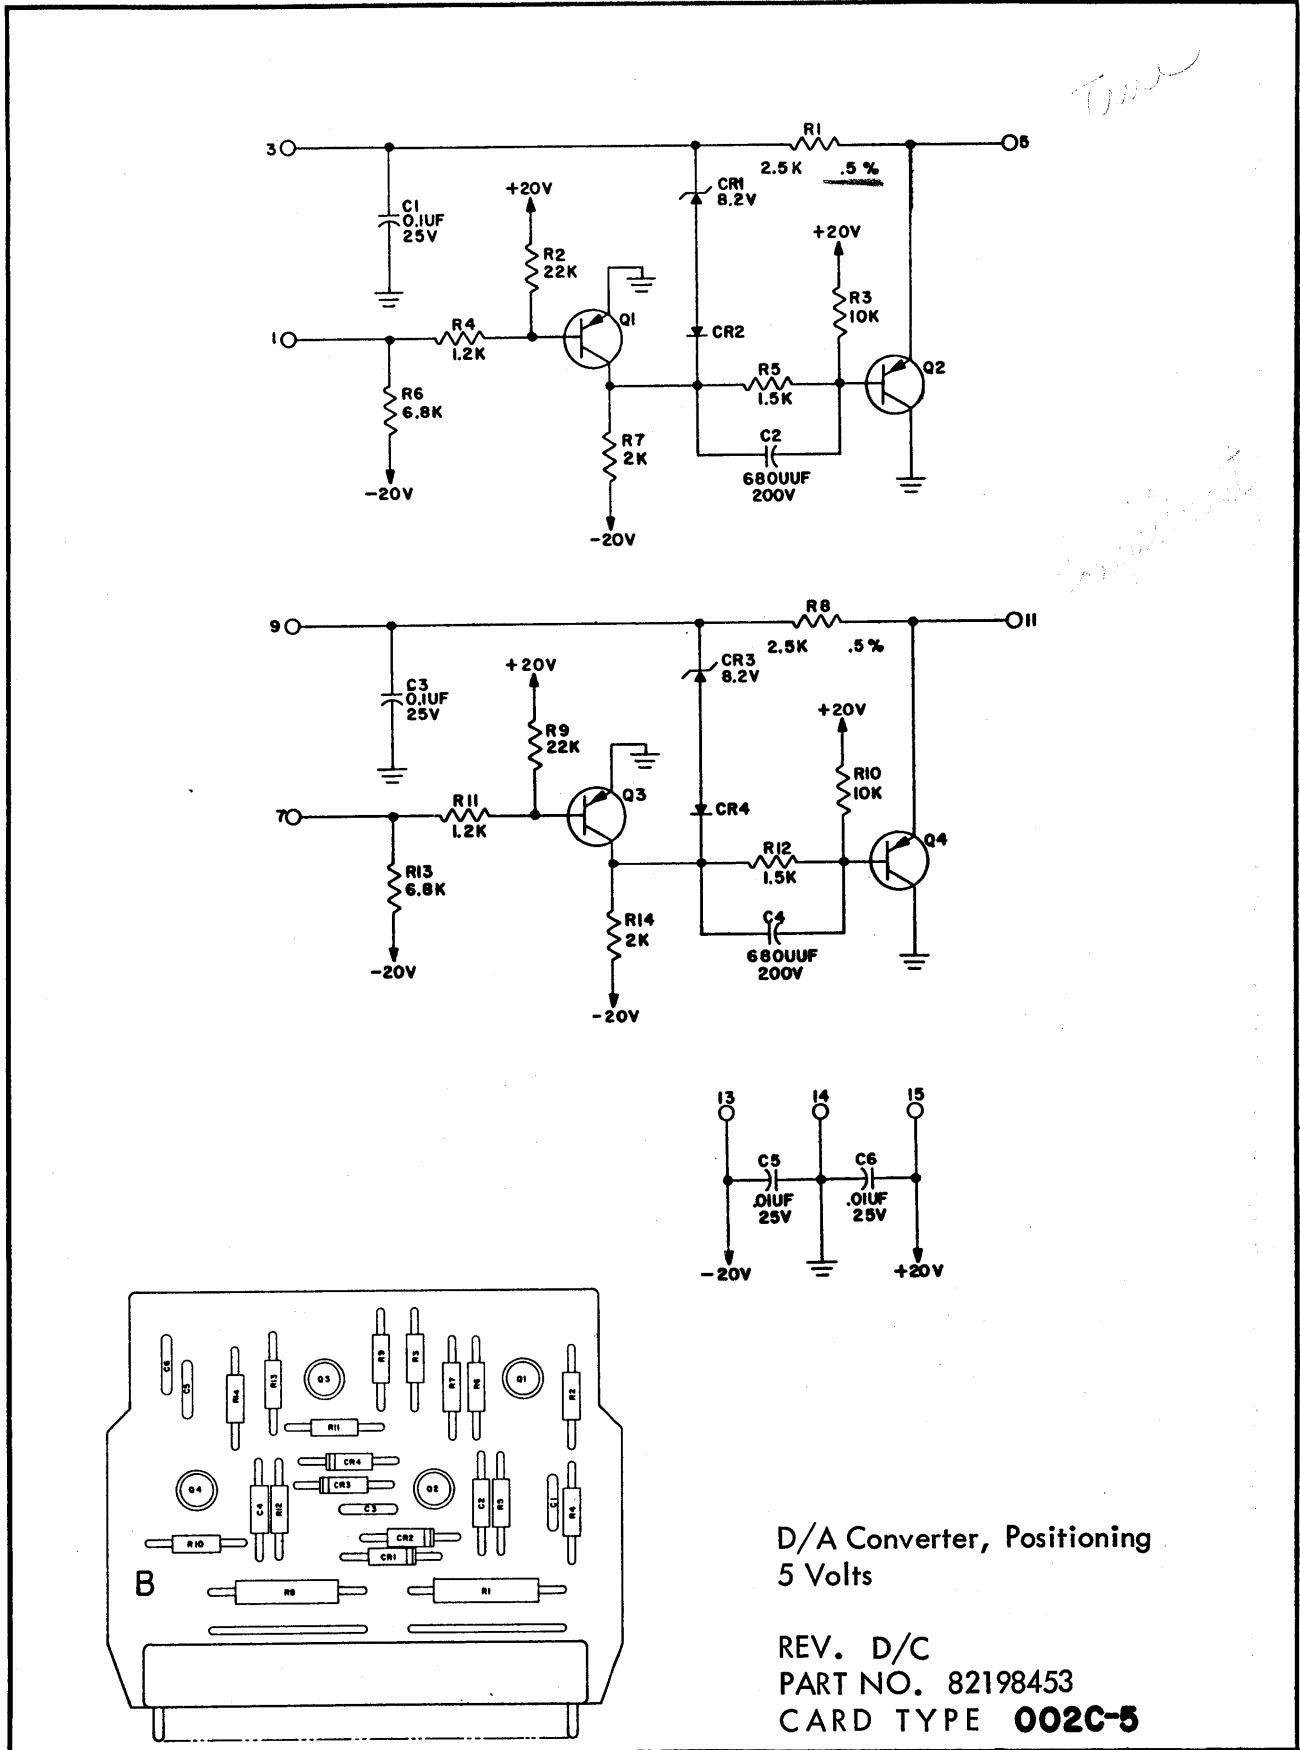 Time
3
5
R1
2.5K .5 %
CR1
8.2V
+20V
C1
0.1UF
25V
R2
22K
+20V
R3
10K
Q1
1
R4
1.2K
CR2
R6
6.8K
R5
1.5K
Q2
R7
2K
C2
680UUF
200V
-20V
-20V
9
11
R8
2.5K .5%
CR3
8.2V
+20V
C3
0.1UF
25V
R9
22K
+20V
R10
10K
Q3
7
R11
1.2K
CR4
R13
6.8K
R12
1.5K
Q4
R14
2K
C4
680UUF
200V
-20V
-20V
13 14 15
C5 C6
.01UF .01UF
25V 25V
-20V +20V
C6
C5
R14
R13
Q3
R9
R3
R7
R6
Q1
R2
R11
CR4
CR3
Q4
C4
R12
C3
Q2
C2
R5
C1
R4
R10
CR2
CR1
B
R8
R1
D/A Converter, Positioning
5 Volts
REV. D/C
PART NO. 82198453
CARD TYPE 002C-5